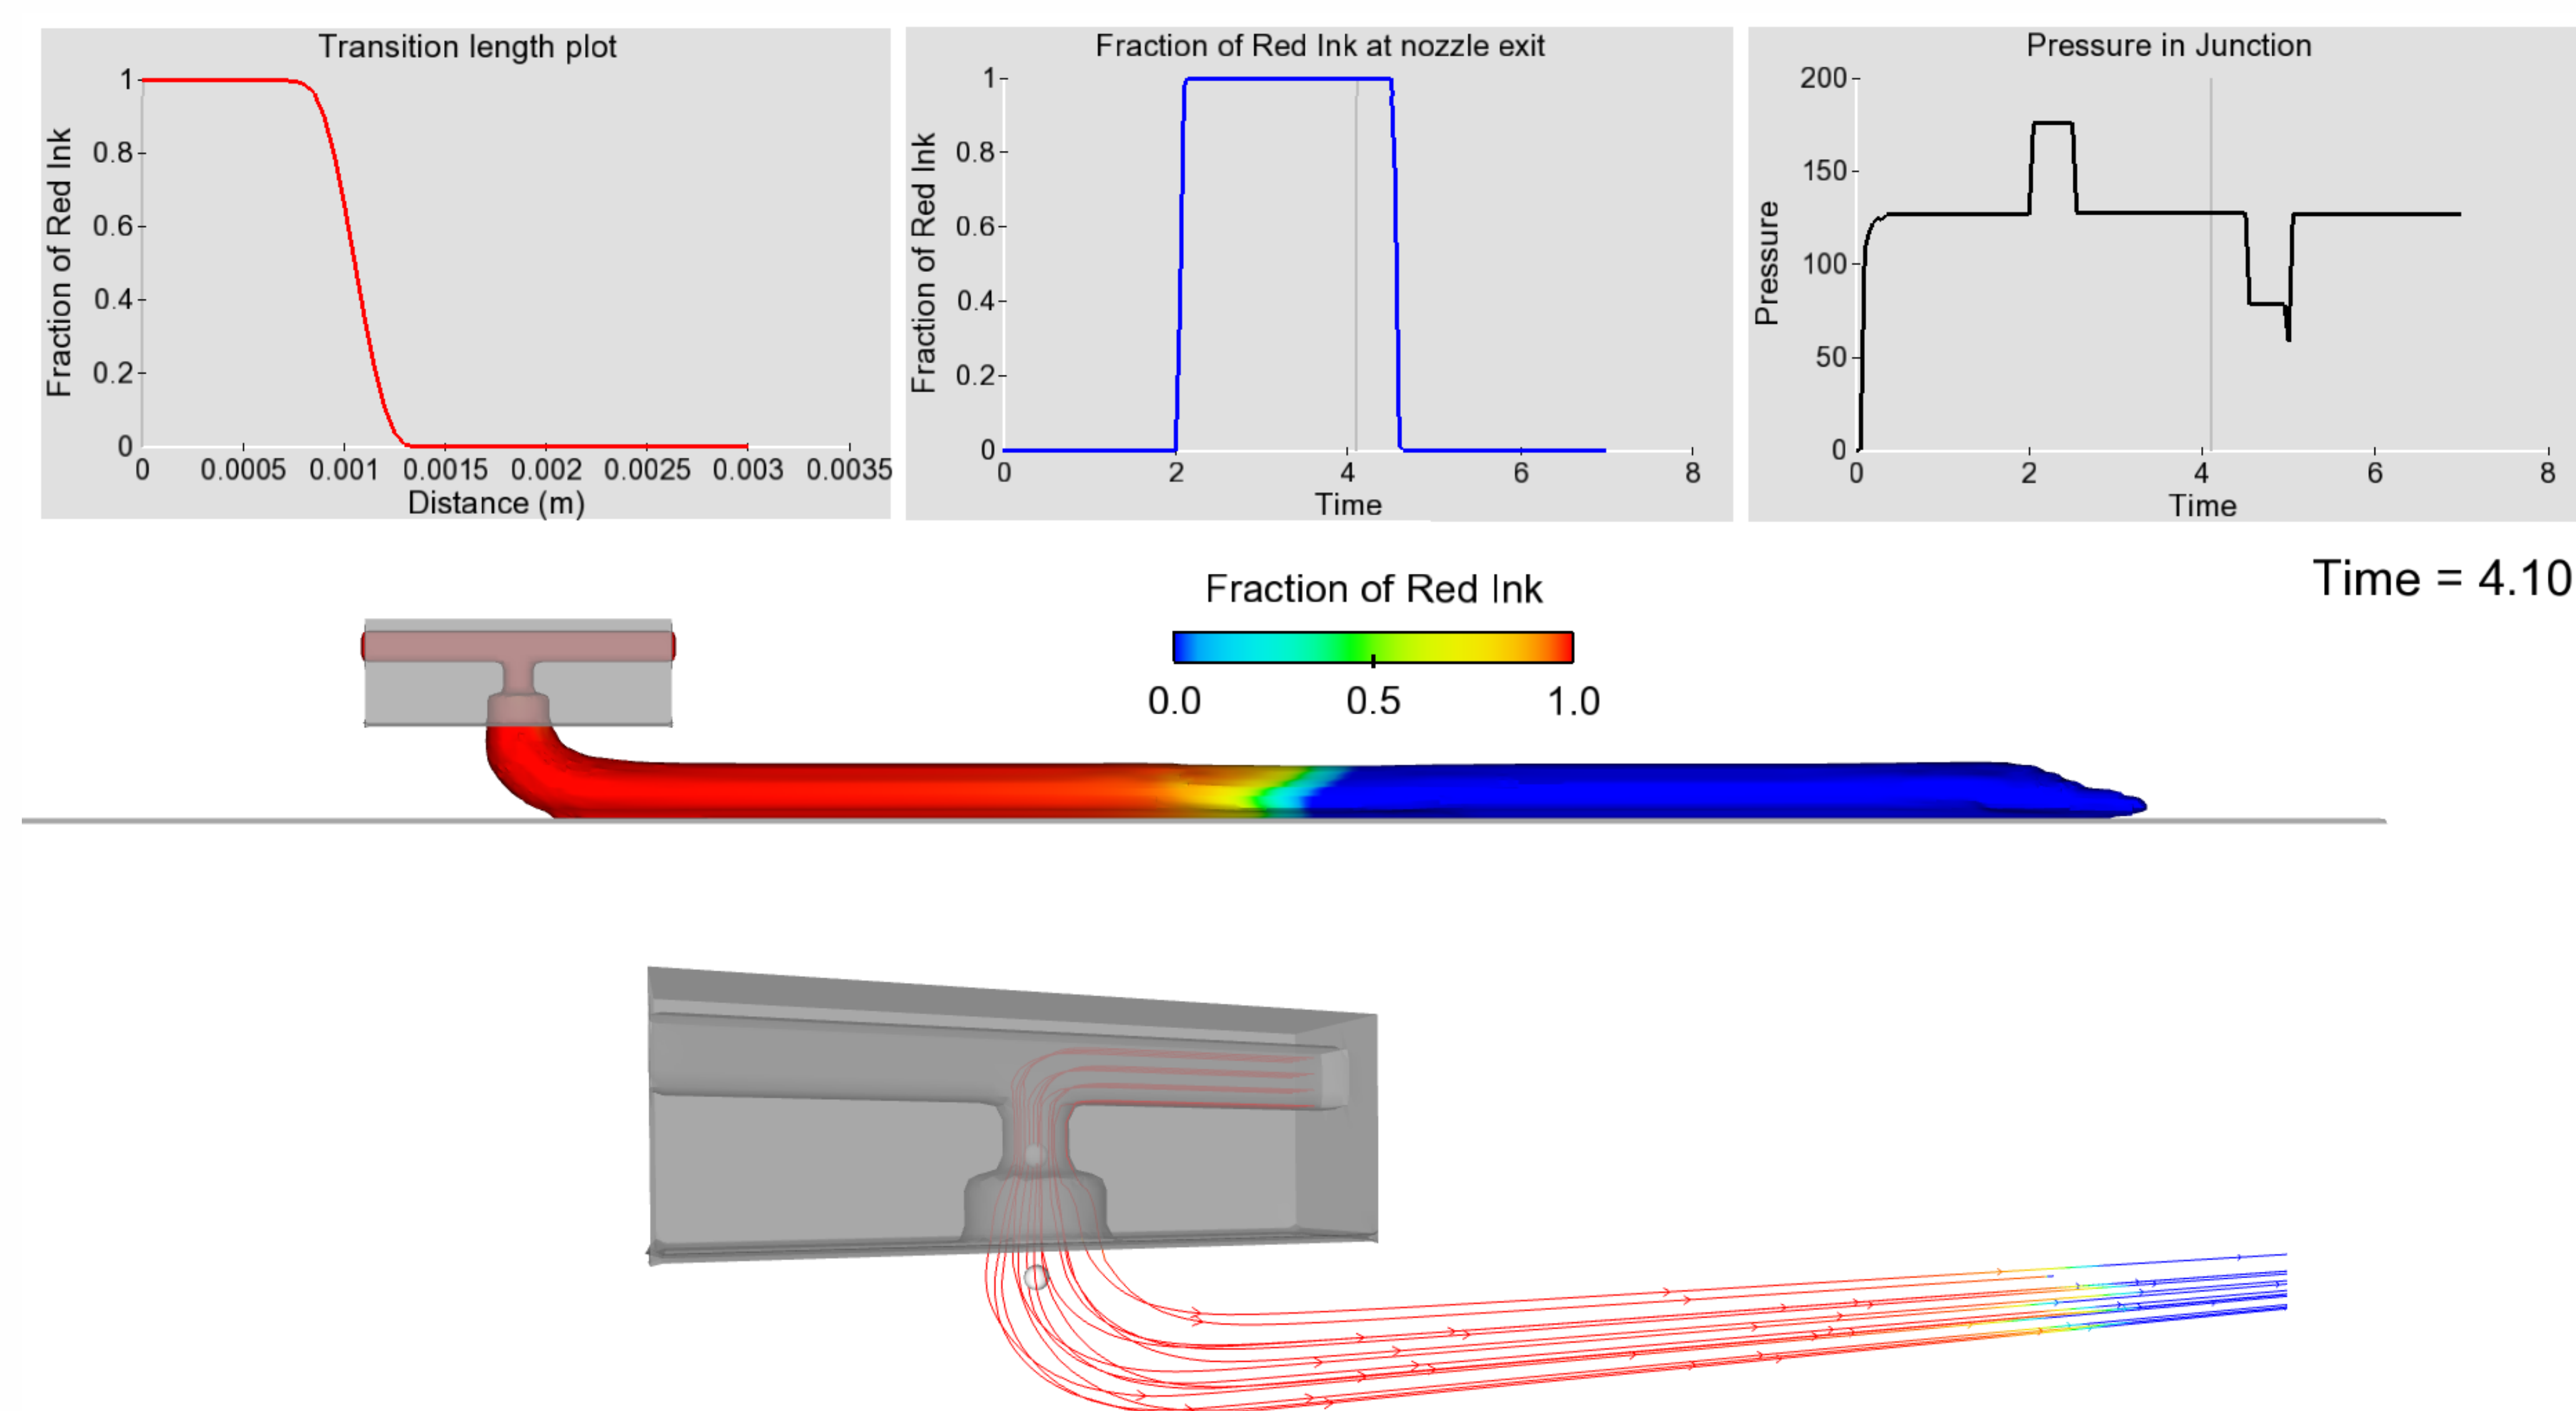 Transition length plot
Fraction of Red Ink
1
0.8
0.6
0.4
0.2
0
0 0.0005 0.001 0.0015 0.002 0.0025 0.003 0.0035
Distance (m)
Fraction of Red Ink at nozzle exit
Fraction of Red Ink
1
0.8
0.6
0.4
0.2
0
0 2 4 6 8
Time
Pressure in Junction
Pressure
200
150
100
50
0
0 2 4 6 8
Time
Time = 4.10
Fraction of Red Ink
0.0 0.5 1.0